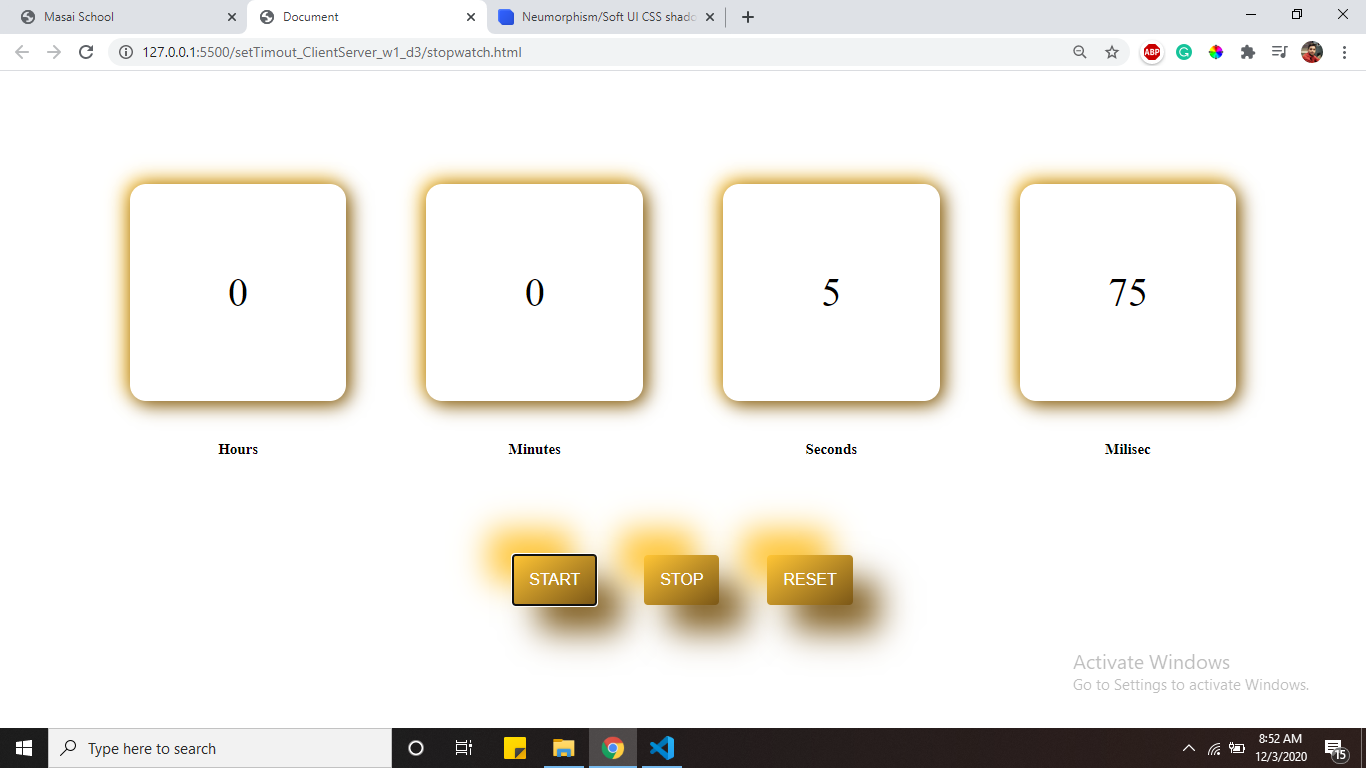 Masai School
Document
Neumorphism/Soft UI CSS shado
127.0.0.1:5500/setTimout_ClientServer_w1_d3/stopwatch.html
ABP
0
0
5
75
Hours
Minutes
Seconds
Milisec
START
STOP
RESET
Activate Windows
Go to Settings to activate Windows.
Type here to search
8:52 AM
12/3/2020
15